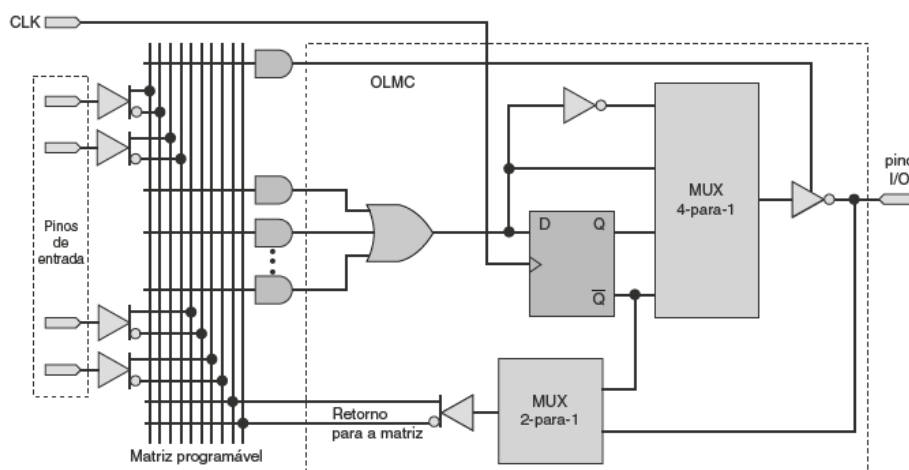 CLK
OLMC
Pinos
de
entrada
D
Q
Q̅
MUX
4-para-1
pino
I/O
MUX
2-para-1
Retorno
para a matriz
Matriz programável